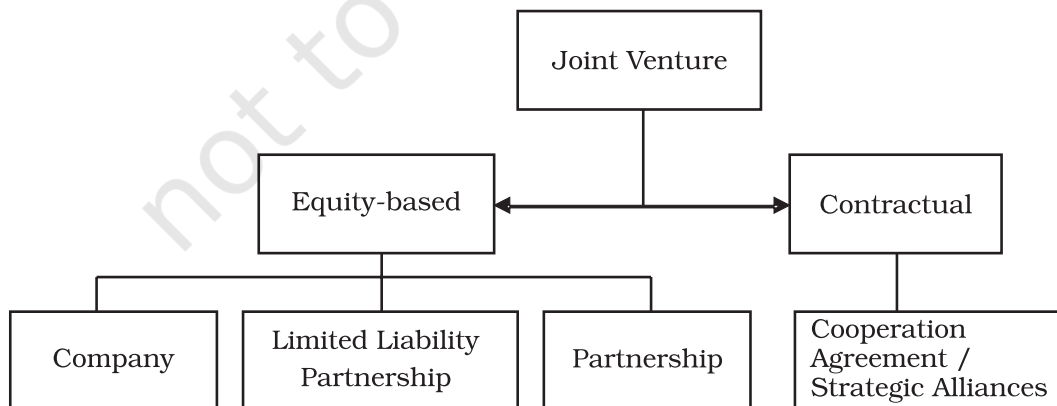 not to
Joint Venture
Equity-based
Contractual
Company
Limited Liability
Partnership
Partnership
Cooperation
Agreement /
Strategic Alliances